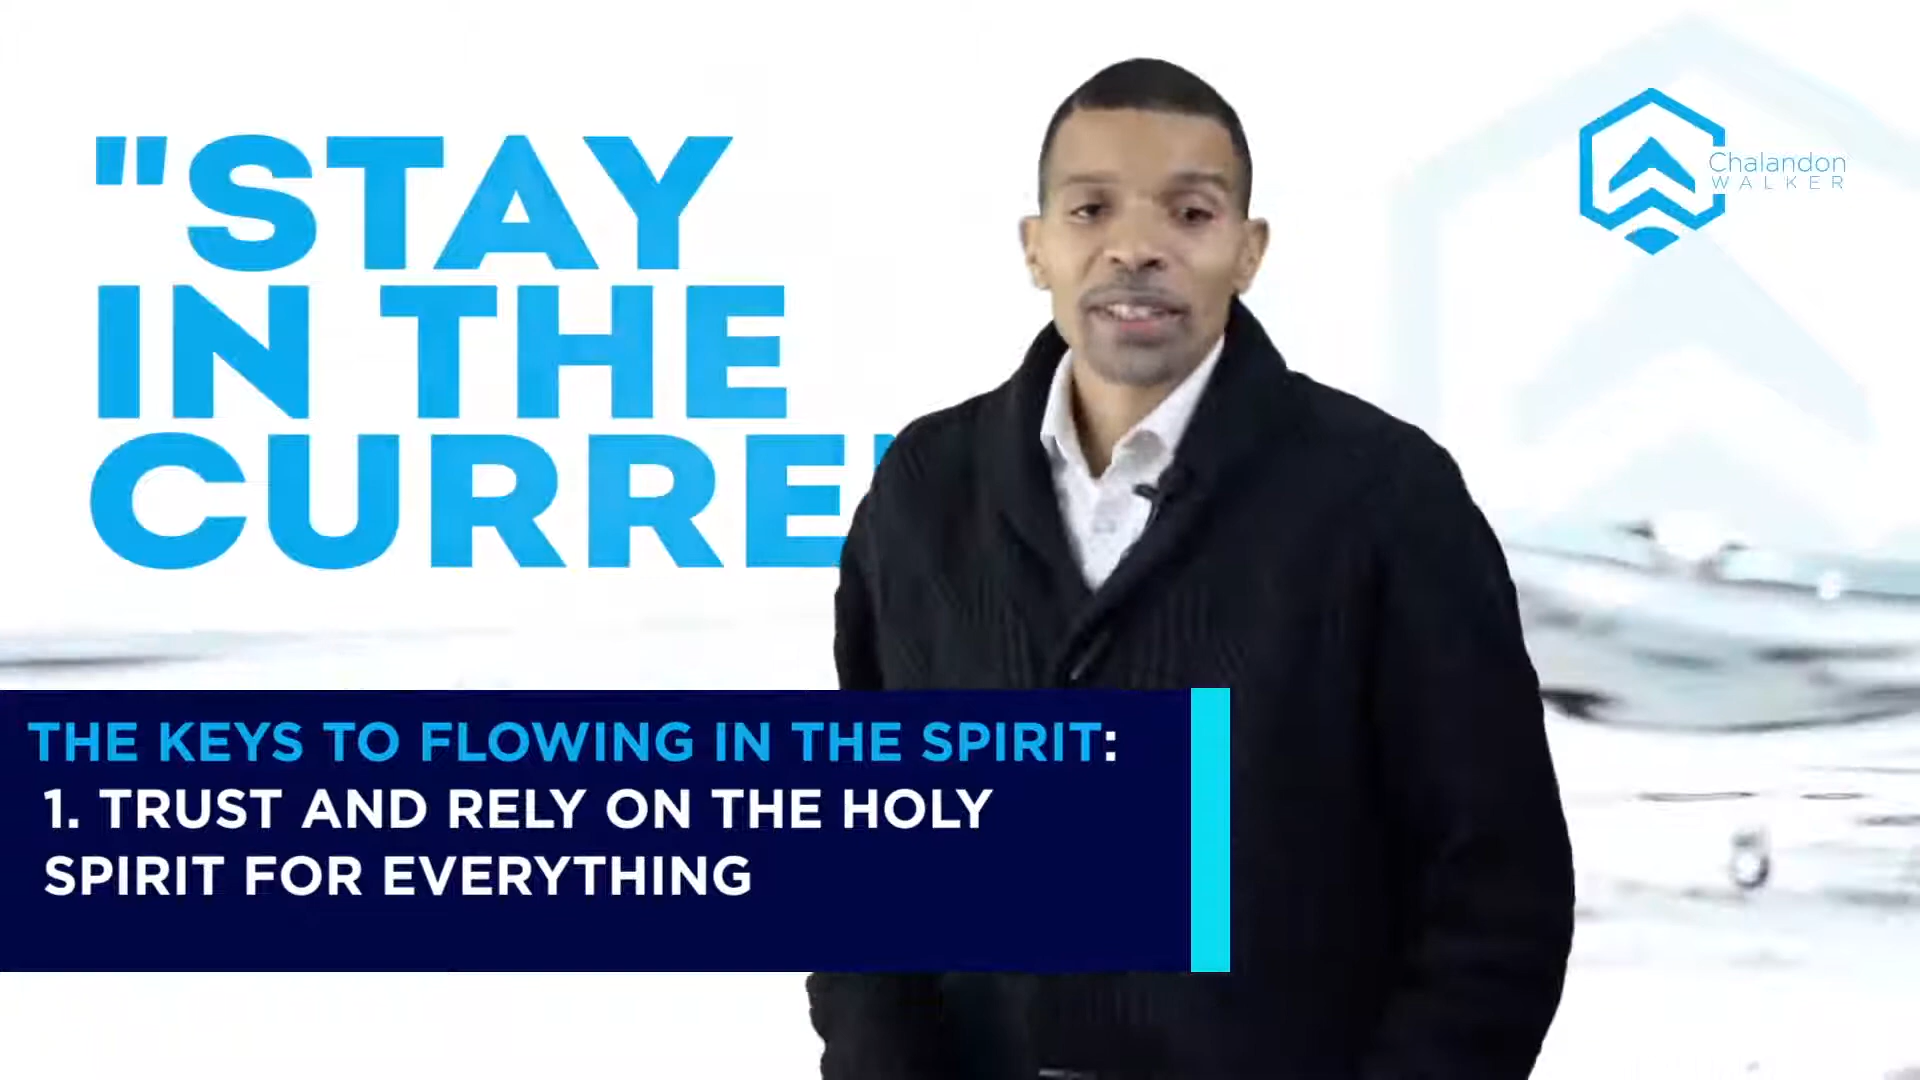 "STAY
IN THE
CURRE
Chalandon
WALKER
THE KEYS TO FLOWING IN THE SPIRIT:
1. TRUST AND RELY ON THE HOLY
SPIRIT FOR EVERYTHING